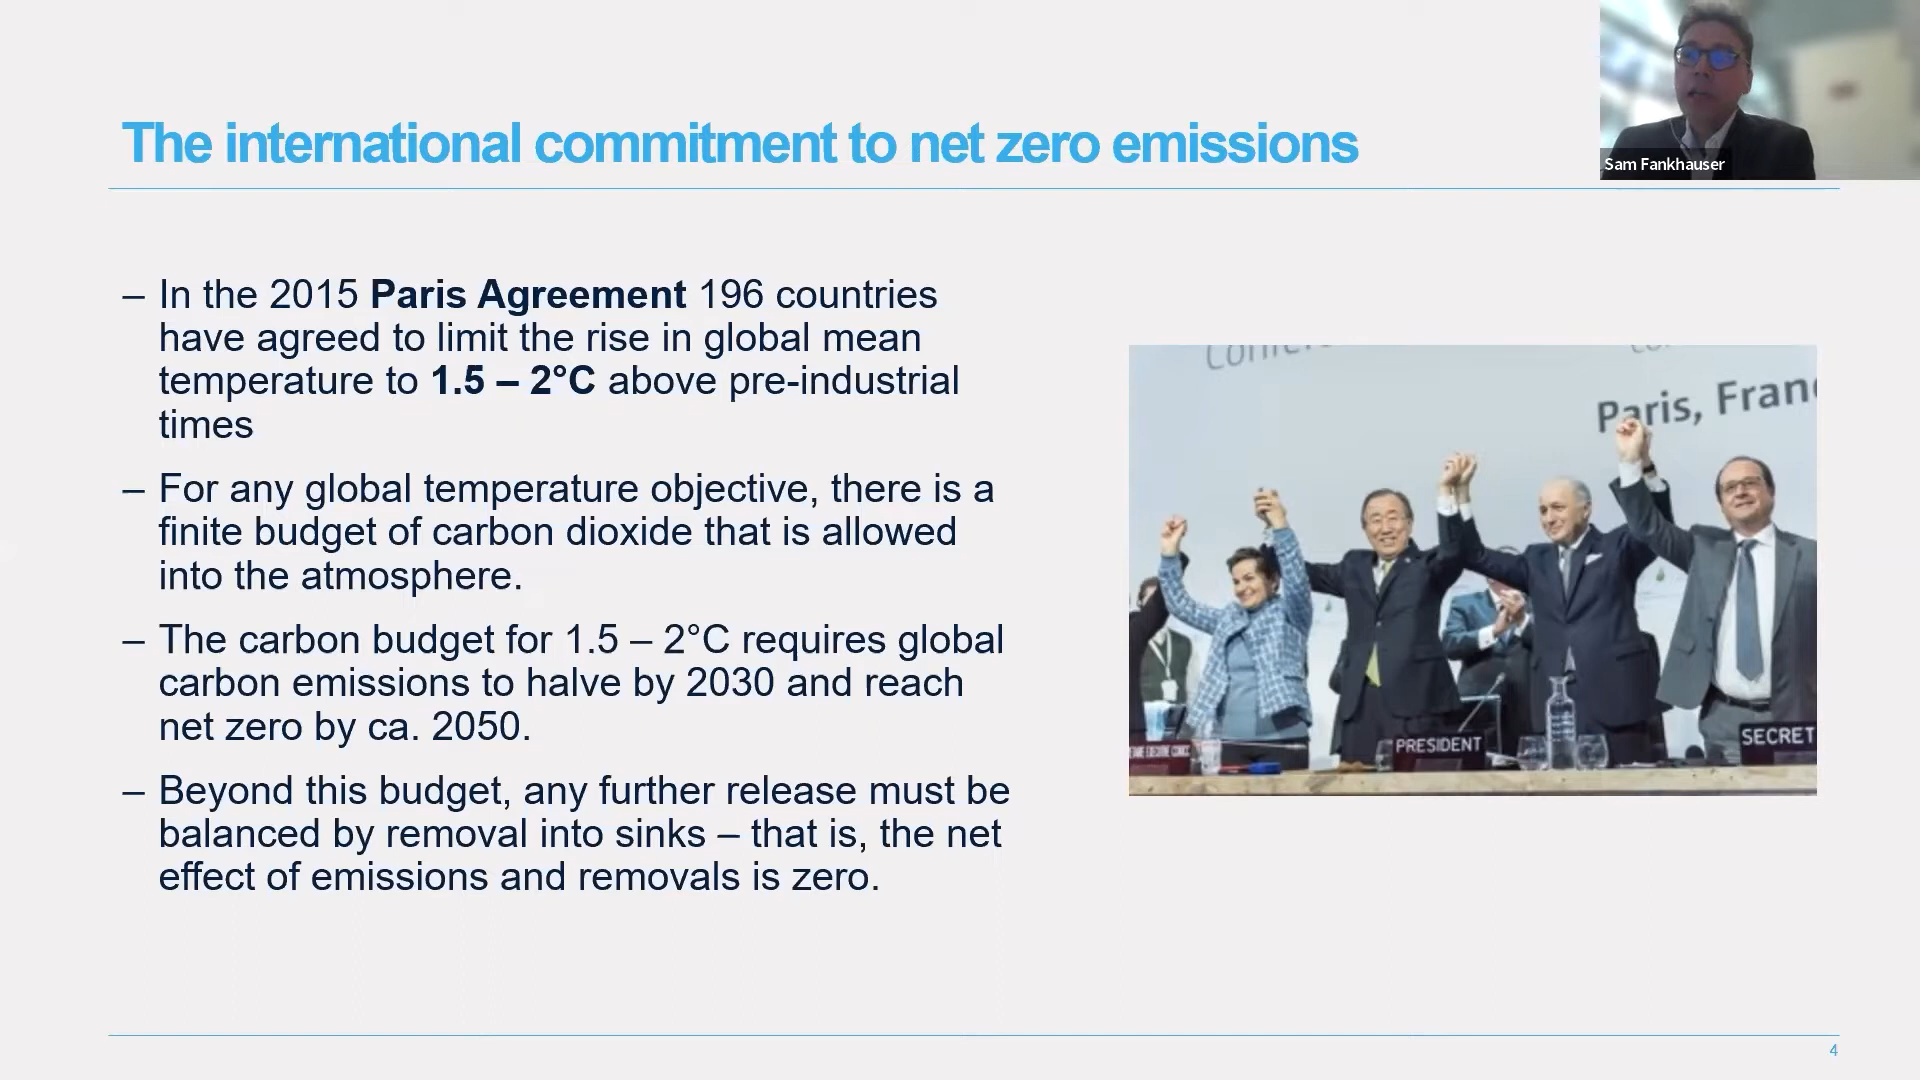 The international commitment to net zero emissions
Sam Fankhauser
– In the 2015 Paris Agreement 196 countries
have agreed to limit the rise in global mean
temperature to 1.5 – 2°C above pre-industrial
times
– For any global temperature objective, there is a
finite budget of carbon dioxide that is allowed
into the atmosphere.
– The carbon budget for 1.5 – 2°C requires global
carbon emissions to halve by 2030 and reach
net zero by ca. 2050.
– Beyond this budget, any further release must be
balanced by removal into sinks – that is, the net
effect of emissions and removals is zero.
Paris, Franc
PRESIDENT
SECRET
4